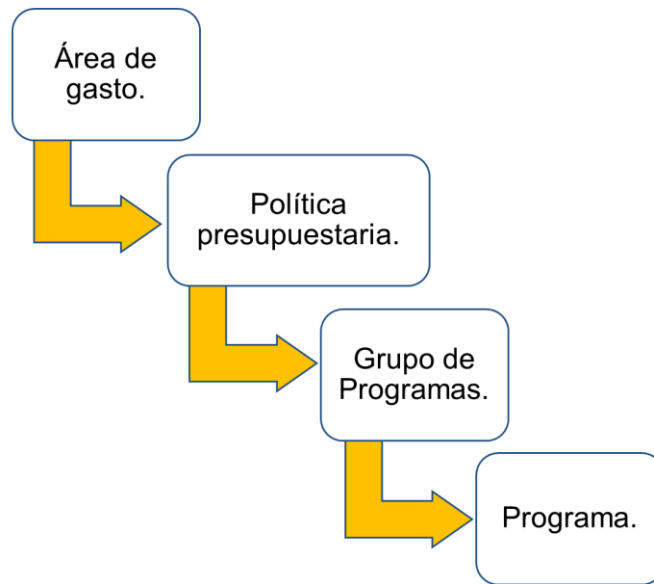 Área de
gasto.
Política
presupuestaria.
Grupo de
Programas.
Programa.